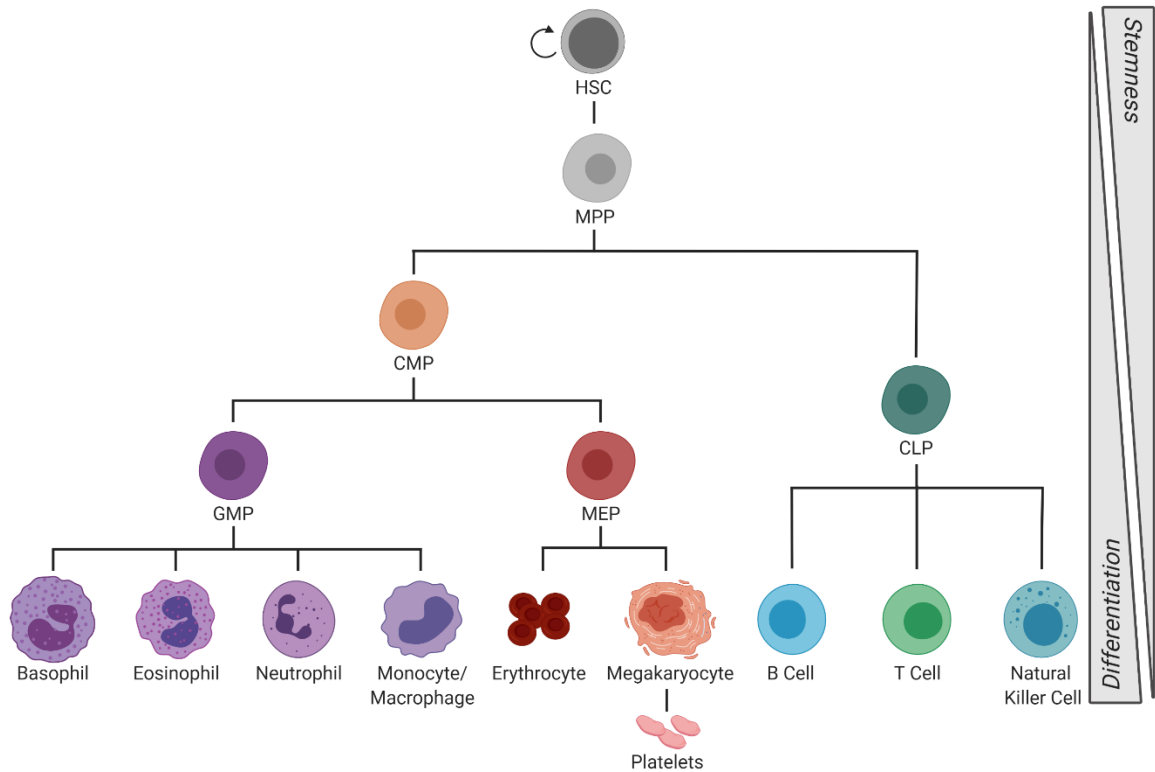 HSC
MPP
CMP
CLP
GMP
MEP
Basophil
Eosinophil
Neutrophil
Monocyte/
Macrophage
Erythrocyte
Megakaryocyte
Platelets
B Cell
T Cell
Natural
Killer Cell
Stemness
Differentiation